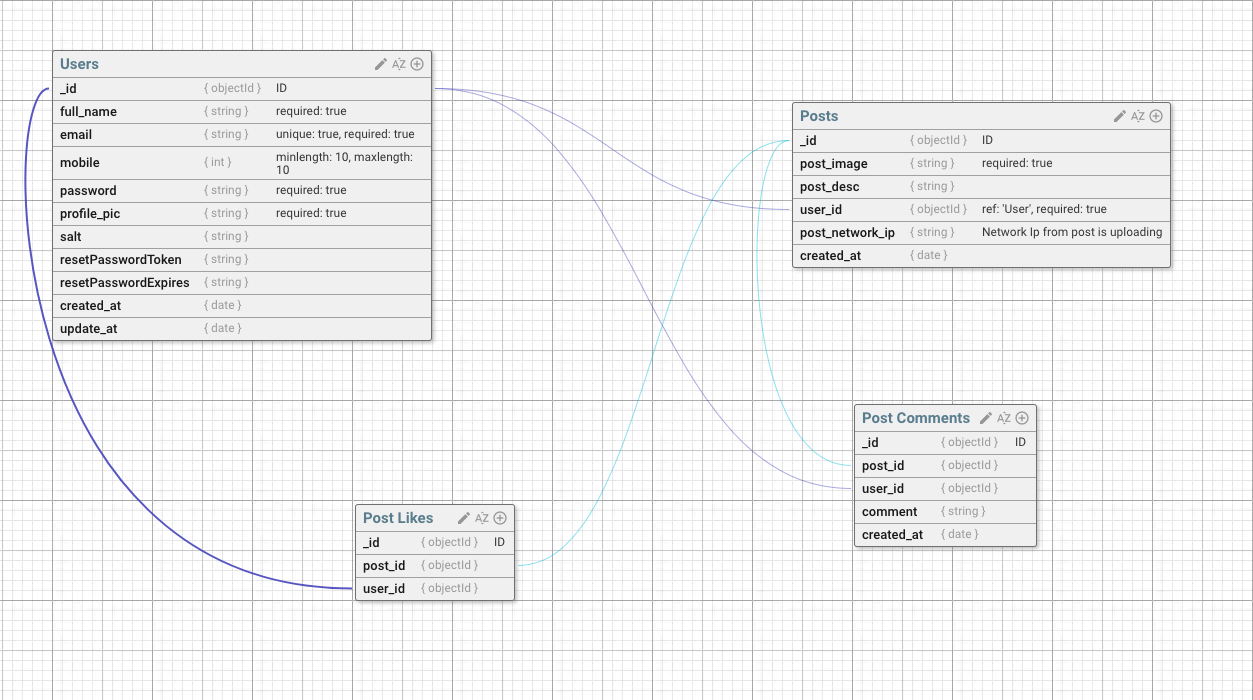 Users
_id { objectId } ID
full_name { string } required: true
email { string } unique: true, required: true
mobile { int } minlength: 10, maxlength:
10
password { string } required: true
profile_pic { string } required: true
salt { string }
resetPasswordToken { string }
resetPasswordExpires { string }
created_at { date }
update_at { date }
Posts
_id { objectId } ID
post_image { string } required: true
post_desc { string }
user_id { objectId } ref: 'User', required: true
post_network_ip { string } Network Ip from post is uploading
created_at { date }
Post Comments
_id { objectId } ID
post_id { objectId }
user_id { objectId }
comment { string }
created_at { date }
Post Likes
_id { objectId } ID
post_id { objectId }
user_id { objectId }